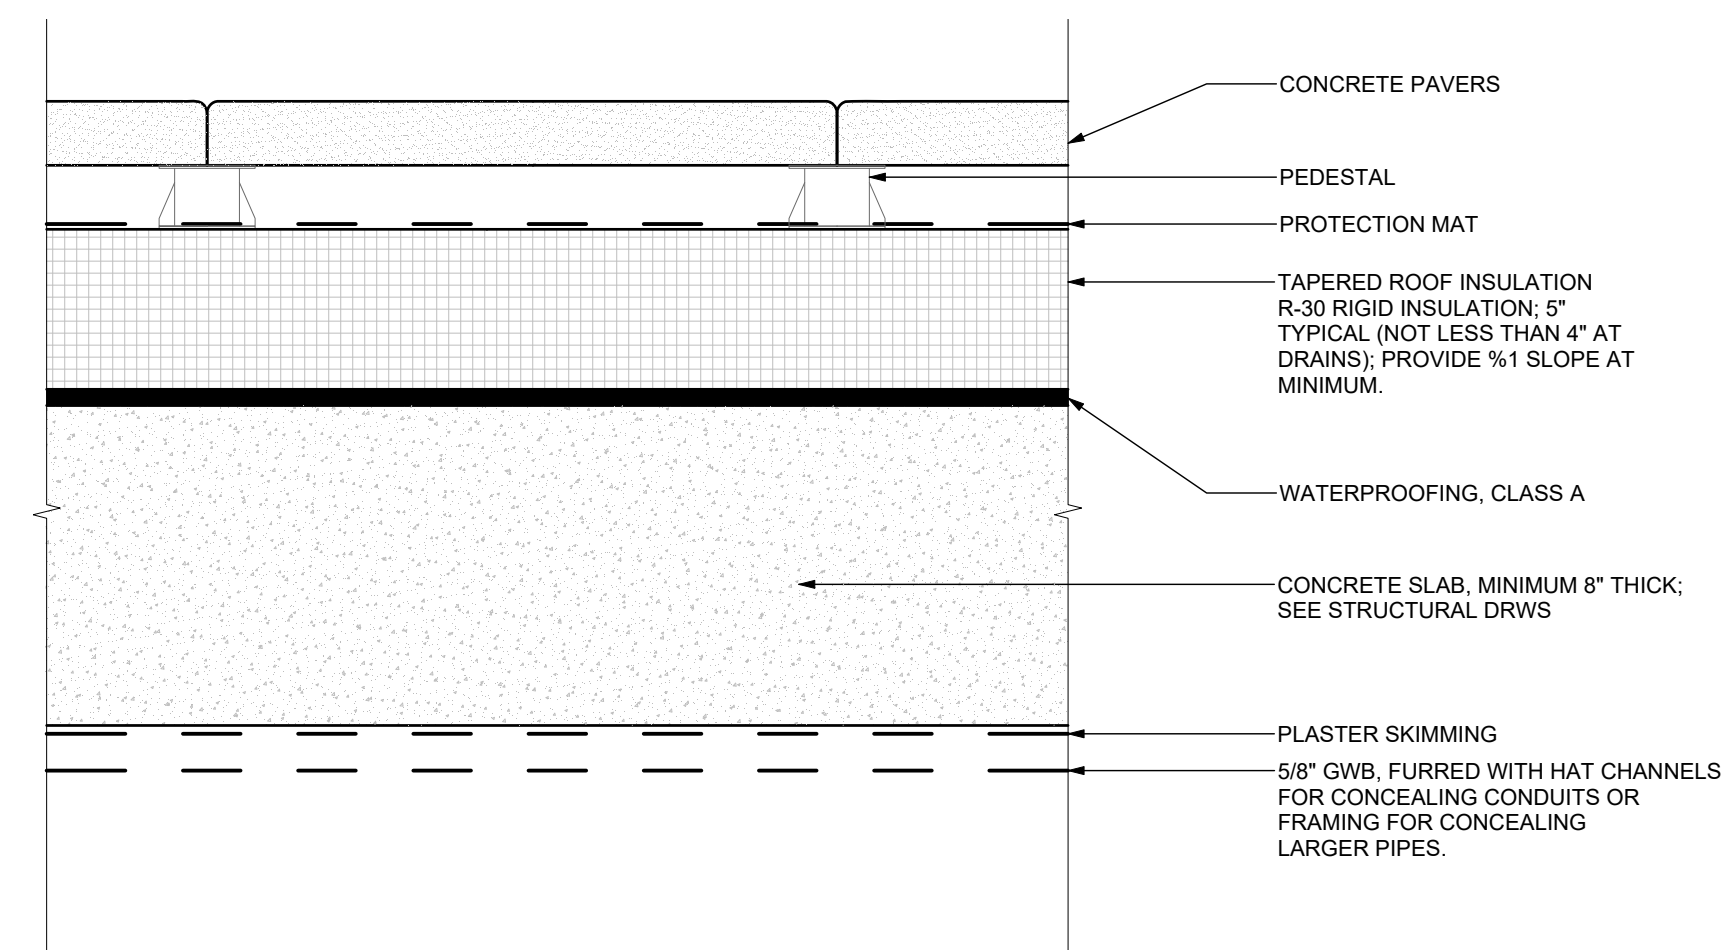 CONCRETE PAVERS
PEDESTAL
PROTECTION MAT
TAPERED ROOF INSULATION
R-30 RIGID INSULATION; 5"
TYPICAL (NOT LESS THAN 4" AT
DRAINS); PROVIDE %1 SLOPE AT
MINIMUM.
WATERPROOFING, CLASS A
CONCRETE SLAB, MINIMUM 8" THICK;
SEE STRUCTURAL DRWS
PLASTER SKIMMING
5/8" GWB, FURRED WITH HAT CHANNELS
FOR CONCEALING CONDUITS OR
FRAMING FOR CONCEALING
LARGER PIPES.